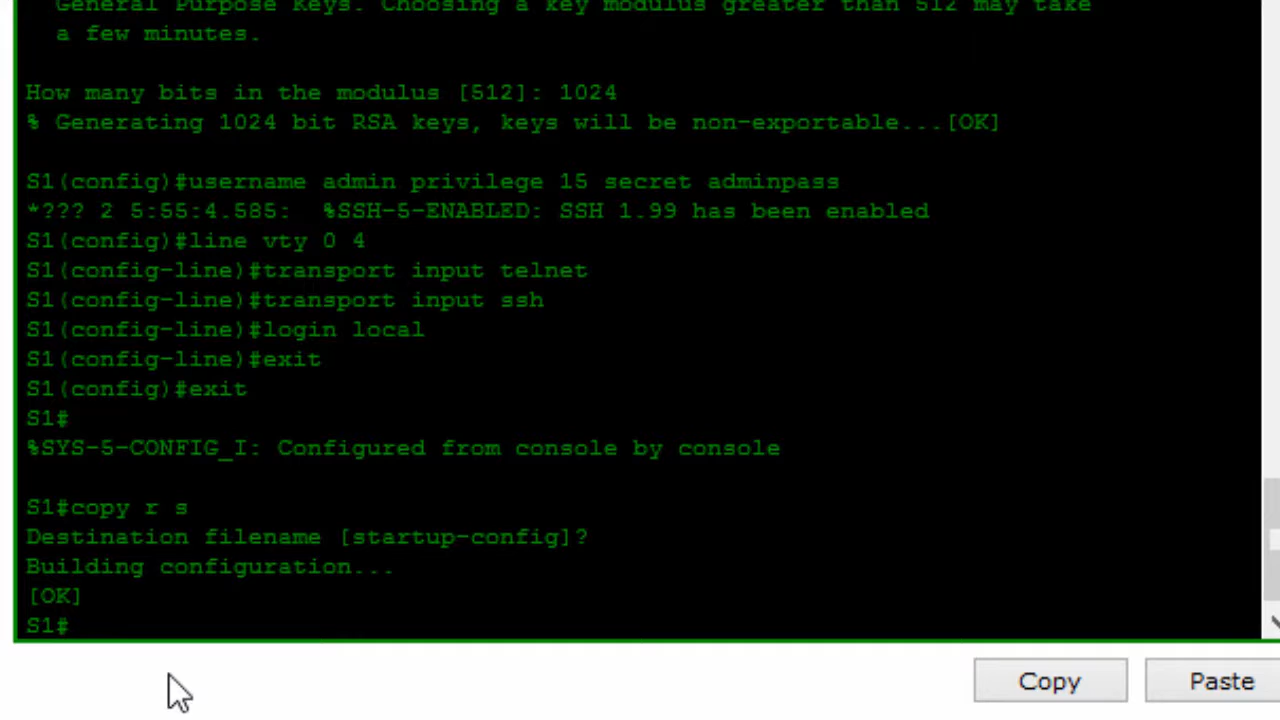 General Purpose Keys. Choosing a key modulus greater than 512 may take
a few minutes.
How many bits in the modulus [512]: 1024
% Generating 1024 bit RSA keys, keys will be non-exportable...[OK]
S1(config)#username admin privilege 15 secret adminpass
*??? 2 5:55:4.585:  %SSH-5-ENABLED: SSH 1.99 has been enabled
S1(config)#line vty 0 4
S1(config-line)#transport input telnet
S1(config-line)#transport input ssh
S1(config-line)#login local
S1(config-line)#exit
S1(config)#exit
S1#
%SYS-5-CONFIG_I: Configured from console by console
S1#copy r s
Destination filename [startup-config]?
Building configuration...
[OK]
S1#
Copy Paste